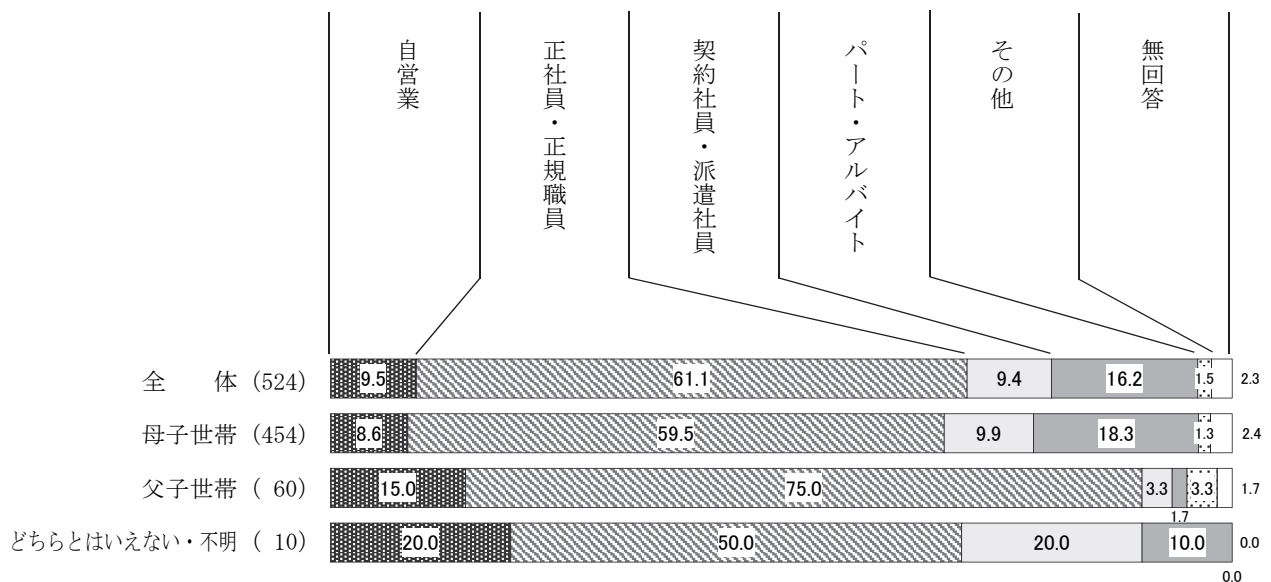 自営業
正社員・正規職員
契約社員・派遣社員
パート・アルバイト
その他
無回答
全　　体 (524) 9.5 61.1 9.4 16.2 1.5 2.3
母子世帯 (454) 8.6 59.5 9.9 18.3 1.3 2.4
父子世帯 ( 60) 15.0 75.0 3.3 3.3 1.7
1.7
どちらとはいえない・不明 ( 10) 20.0 50.0 20.0 10.0 0.0
0.0